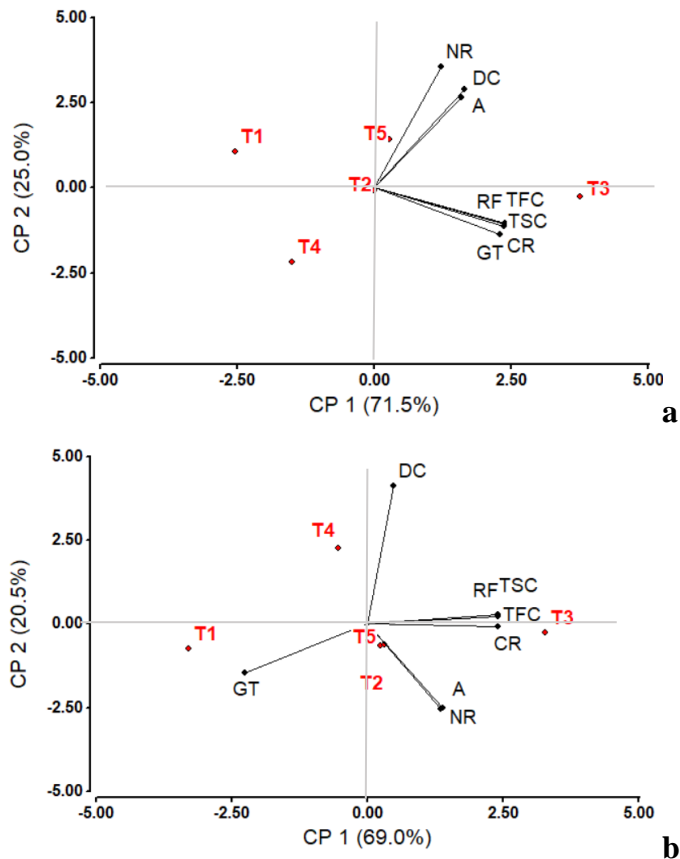 5.00
NR
DC
A
2.50
T5
T1
T2
0.00
RF TFC
T3
TSC
GT CR
T4
-2.50
-5.00
CP 2 (25.0%)
-5.00 -2.50 0.00 2.50 5.00
CP 1 (71.5%)
a
5.00
DC
T4
2.50
RF TSC
TFC
T3
0.00
T1
T5
CR
GT
T2
A
NR
-2.50
-5.00
CP 2 (20.5%)
-5.00 -2.50 0.00 2.50 5.00
CP 1 (69.0%)
b